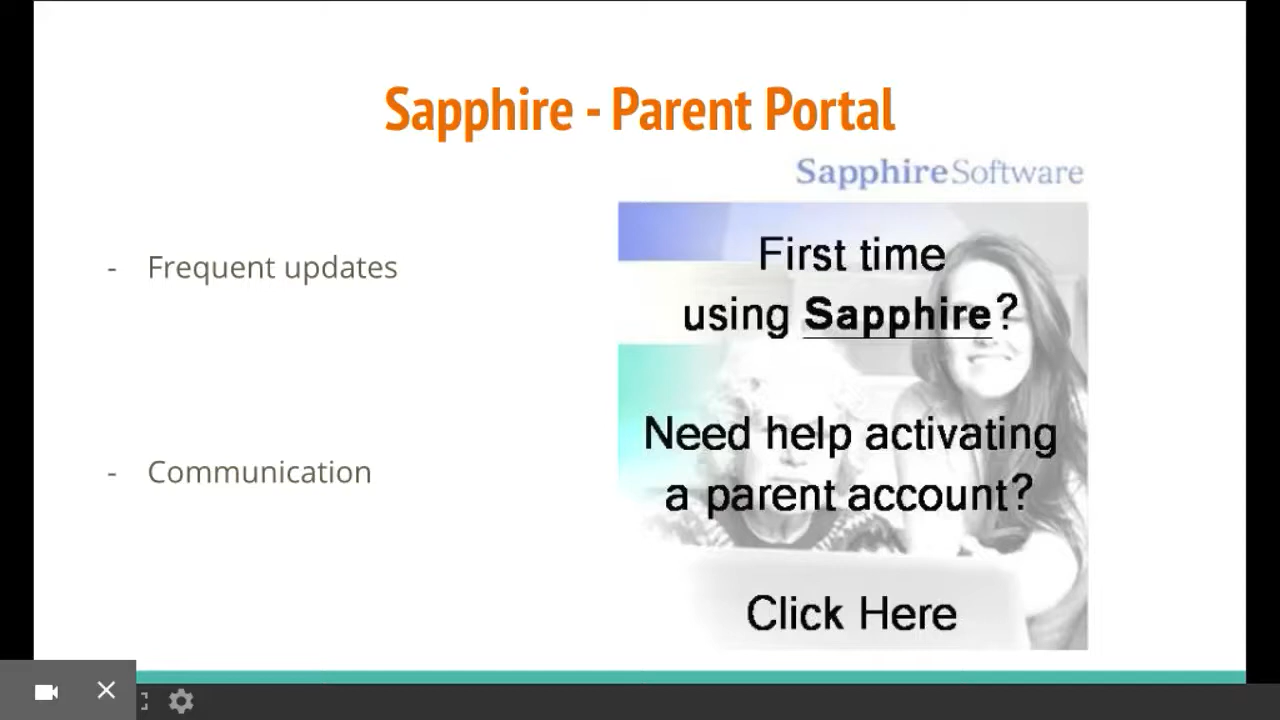 Sapphire - Parent Portal
SapphireSoftware
- Frequent updates
- Communication
First time
using Sapphire?
Need help activating
a parent account?
Click Here